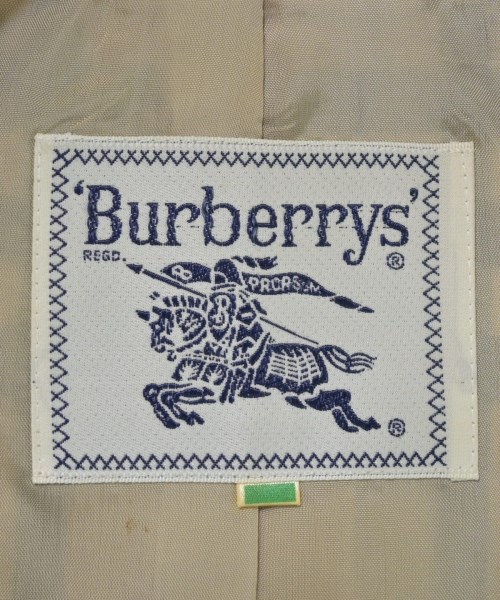 'Burberrys'
REGD. ®
PRORSUM
B
®